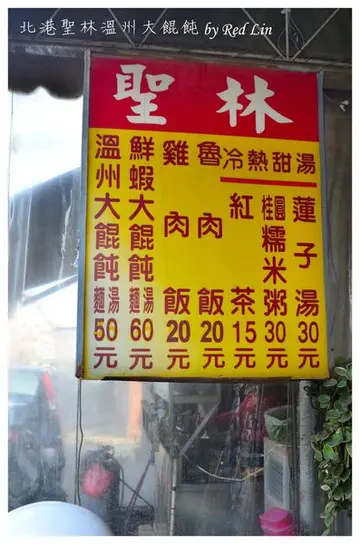 北港聖林溫州大餛飩 by Red Lin
聖林
冷熱甜湯
蓮子湯30元
桂圓糯米粥30元
紅茶15元
魯肉飯20元
雞肉飯20元
鮮蝦大餛飩湯麵60元
溫州大餛飩湯麵50元